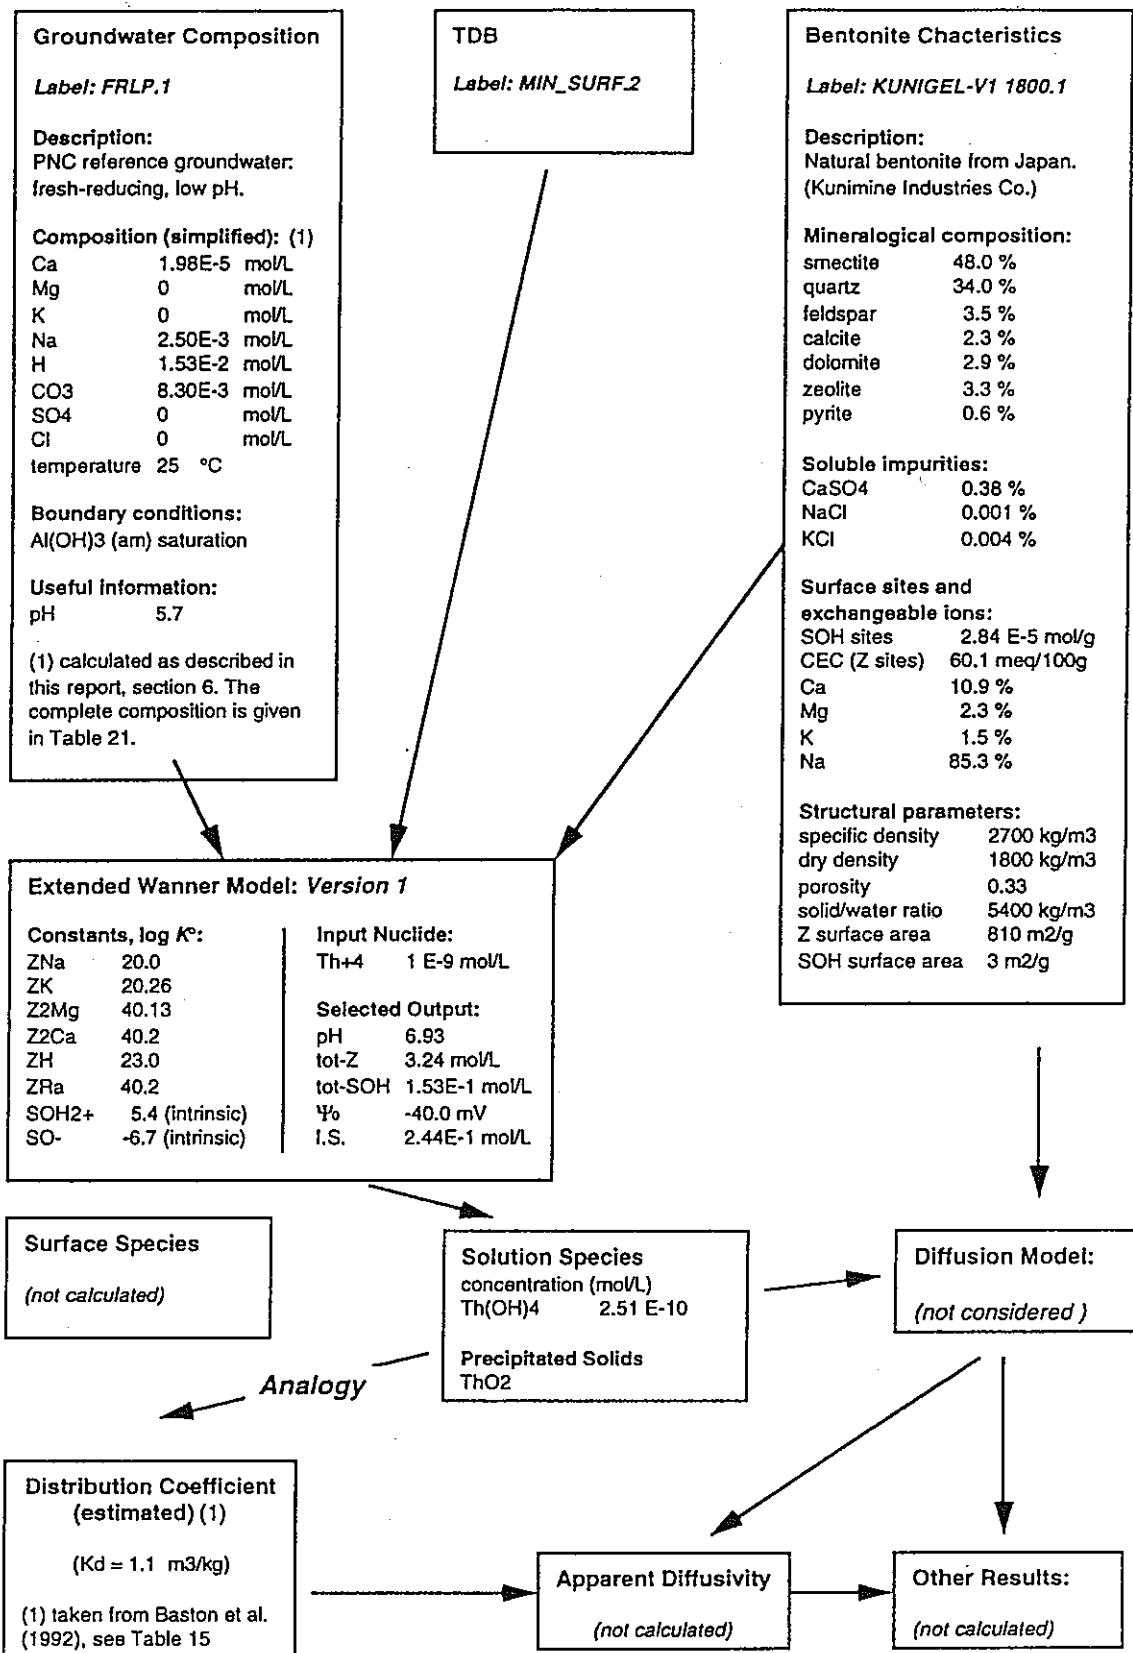 Groundwater Composition
Label: FRLP.1
Description:
PNC reference groundwater:
fresh-reducing, low pH.
Composition (simplified): (1)
Ca 1.98E-5 mol/L
Mg 0 mol/L
K 0 mol/L
Na 2.50E-3 mol/L
H 1.53E-2 mol/L
CO3 8.30E-3 mol/L
SO4 0 mol/L
Cl 0 mol/L
temperature 25 °C
Boundary conditions:
Al(OH)3 (am) saturation
Useful information:
pH 5.7
(1) calculated as described in
this report, section 6. The
complete composition is given
in Table 21.
TDB
Label: MIN_SURF.2
Bentonite Chacteristics
Label: KUNIGEL-V1 1800.1
Description:
Natural bentonite from Japan.
(Kunimine Industries Co.)
Mineralogical composition:
smectite 48.0 %
quartz 34.0 %
feldspar 3.5 %
calcite 2.3 %
dolomite 2.9 %
zeolite 3.3 %
pyrite 0.6 %
Soluble impurities:
CaSO4 0.38 %
NaCl 0.001 %
KCl 0.004 %
Surface sites and
exchangeable ions:
SOH sites 2.84 E-5 mol/g
CEC (Z sites) 60.1 meq/100g
Ca 10.9 %
Mg 2.3 %
K 1.5 %
Na 85.3 %
Structural parameters:
specific density 2700 kg/m3
dry density 1800 kg/m3
porosity 0.33
solid/water ratio 5400 kg/m3
Z surface area 810 m2/g
SOH surface area 3 m2/g
Extended Wanner Model: Version 1
Constants, log K°:
ZNa 20.0
ZK 20.26
Z2Mg 40.13
Z2Ca 40.2
ZH 23.0
ZRa 40.2
SOH2+ 5.4 (intrinsic)
SO- -6.7 (intrinsic)
Input Nuclide:
Th+4 1 E-9 mol/L
Selected Output:
pH 6.93
tot-Z 3.24 mol/L
tot-SOH 1.53E-1 mol/L
Ψo -40.0 mV
I.S. 2.44E-1 mol/L
Surface Species
(not calculated)
Solution Species
concentration (mol/L)
Th(OH)4 2.51 E-10
Precipitated Solids
ThO2
Diffusion Model:
(not considered )
Analogy
Distribution Coefficient
(estimated) (1)
(Kd = 1.1 m3/kg)
(1) taken from Baston et al.
(1992), see Table 15
Apparent Diffusivity
(not calculated)
Other Results:
(not calculated)